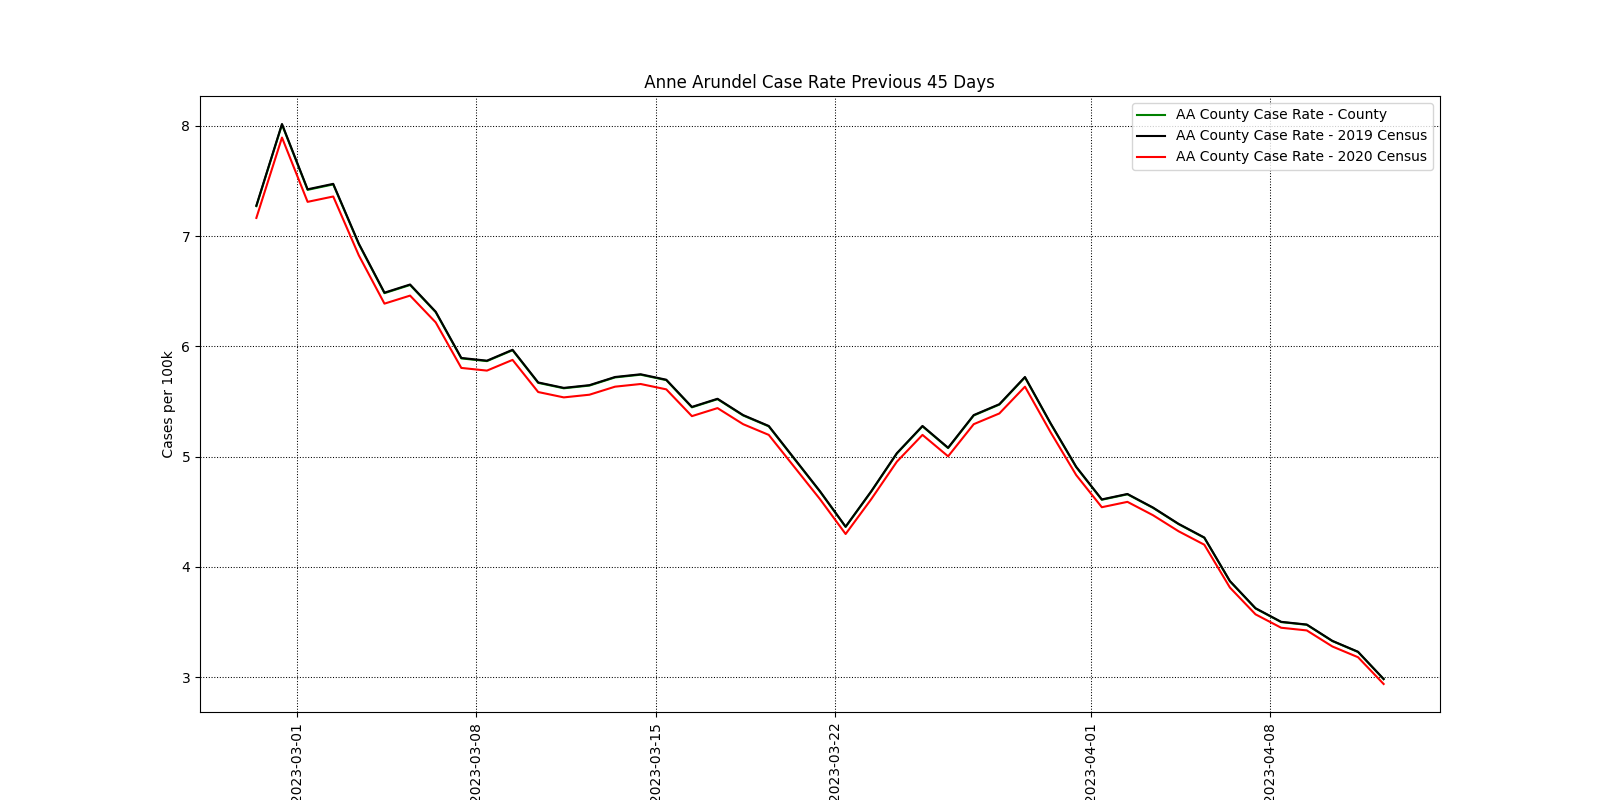 Anne Arundel Case Rate Previous 45 Days
AA County Case Rate - County
AA County Case Rate - 2019 Census
AA County Case Rate - 2020 Census
Cases per 100k
8
7
6
5
4
3
2023-03-01
2023-03-08
2023-03-15
2023-03-22
2023-04-01
2023-04-08